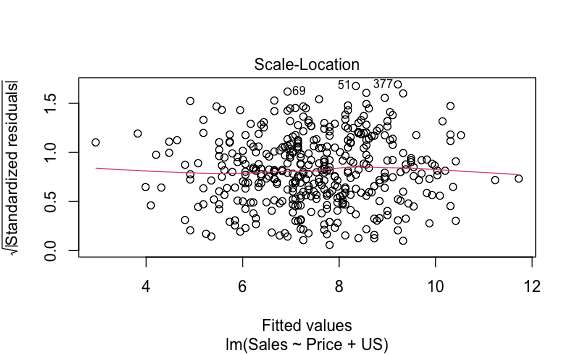 Scale-Location
√|Standardized residuals|
0.0 0.5 1.0 1.5
69
51
377
4 6 8 10 12
Fitted values
lm(Sales ~ Price + US)